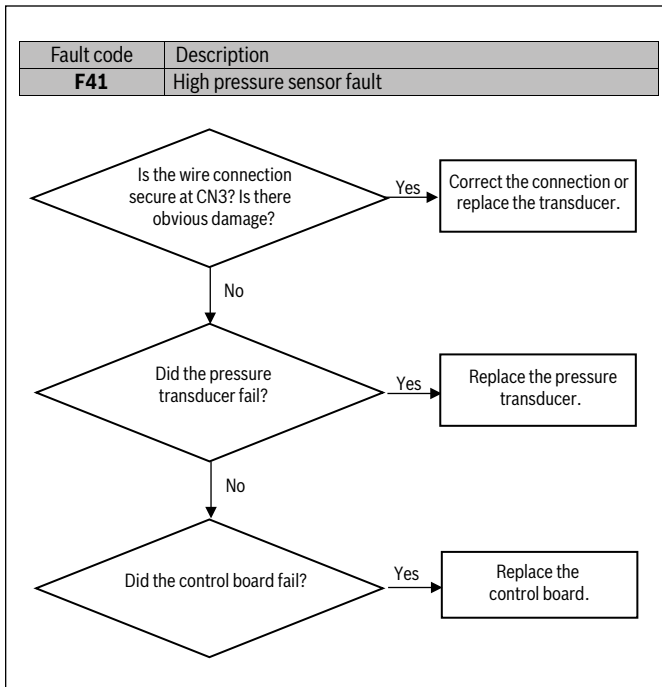 Fault code Description
F41 High pressure sensor fault
Is the wire connection
secure at CN3? Is there
obvious damage?
Yes
Correct the connection or
replace the transducer.
No
Did the pressure
transducer fail?
Yes
Replace the pressure
transducer.
No
Did the control board fail?
Yes
Replace the
control board.